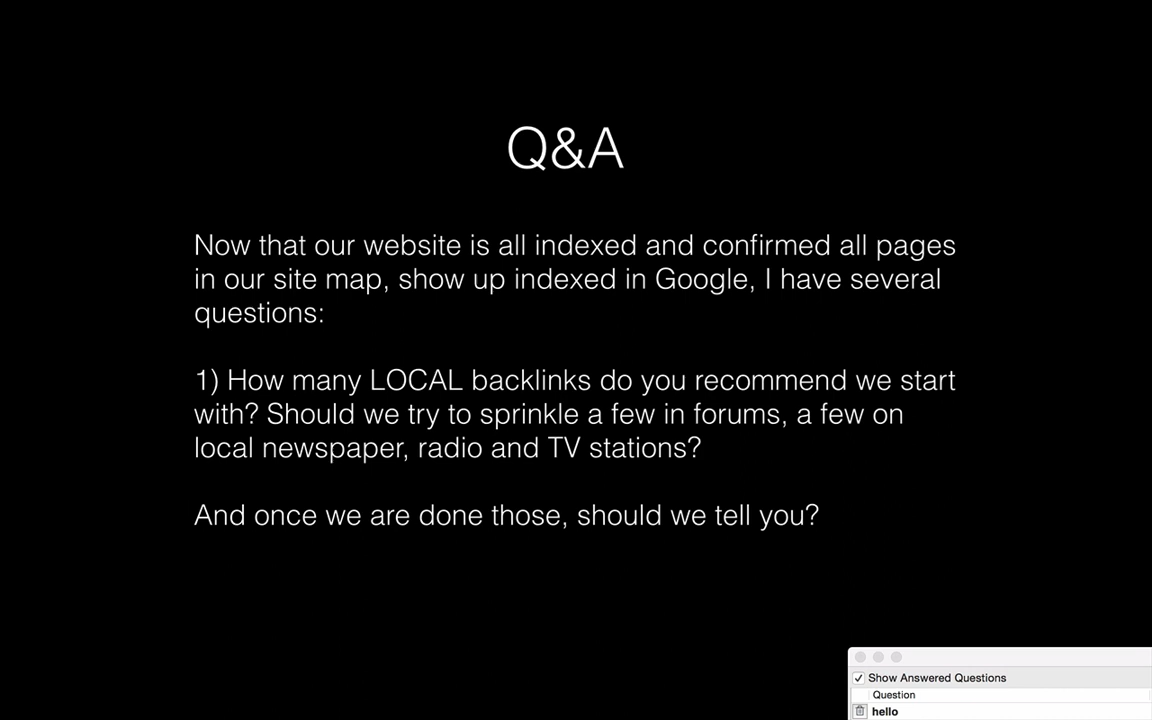 Q&A
Now that our website is all indexed and confirmed all pages
in our site map, show up indexed in Google, I have several
questions:
1) How many LOCAL backlinks do you recommend we start
with? Should we try to sprinkle a few in forums, a few on
local newspaper, radio and TV stations?
And once we are done those, should we tell you?
Show Answered Questions
Question
hello